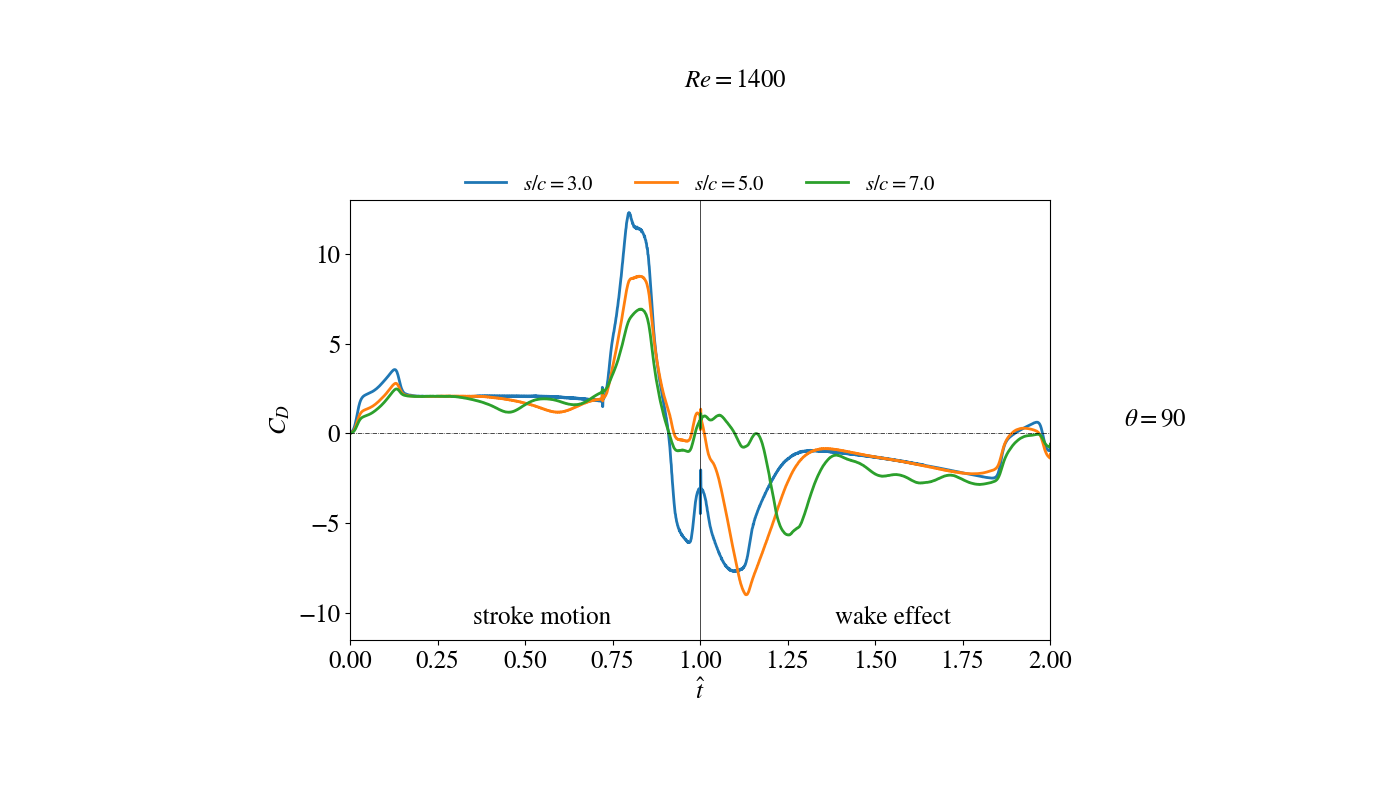 Re = 1400
s/c = 3.0 s/c = 5.0 s/c = 7.0
10
5
0
−5
−10
C_D
stroke motion wake effect
θ = 90
0.00 0.25 0.50 0.75 1.00 1.25 1.50 1.75 2.00
t̂